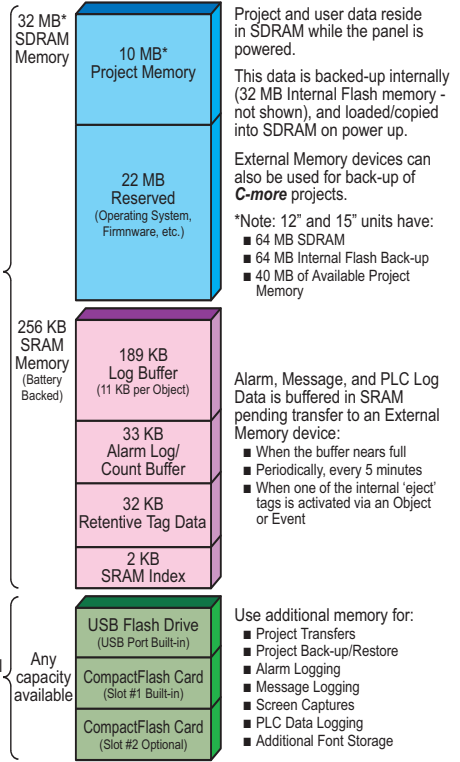 32 MB*
SDRAM
Memory
10 MB*
Project Memory
22 MB
Reserved
(Operating System,
Firmnware, etc.)
Project and user data reside
in SDRAM while the panel is
powered.
This data is backed-up internally
(32 MB Internal Flash memory -
not shown), and loaded/copied
into SDRAM on power up.
External Memory devices can
also be used for back-up of
C-more projects.
*Note: 12” and 15” units have:
■ 64 MB SDRAM
■ 64 MB Internal Flash Back-up
■ 40 MB of Available Project
Memory
256 KB
SRAM
Memory
(Battery
Backed)
189 KB
Log Buffer
(11 KB per Object)
33 KB
Alarm Log/
Count Buffer
32 KB
Retentive Tag Data
2 KB
SRAM Index
Alarm, Message, and PLC Log
Data is buffered in SRAM
pending transfer to an External
Memory device:
■ When the buffer nears full
■ Periodically, every 5 minutes
■ When one of the internal ‘eject’
tags is activated via an Object
or Event
Any
capacity
available
USB Flash Drive
(USB Port Built-in)
CompactFlash Card
(Slot #1 Built-in)
CompactFlash Card
(Slot #2 Optional)
Use additional memory for:
■ Project Transfers
■ Project Back-up/Restore
■ Alarm Logging
■ Message Logging
■ Screen Captures
■ PLC Data Logging
■ Additional Font Storage